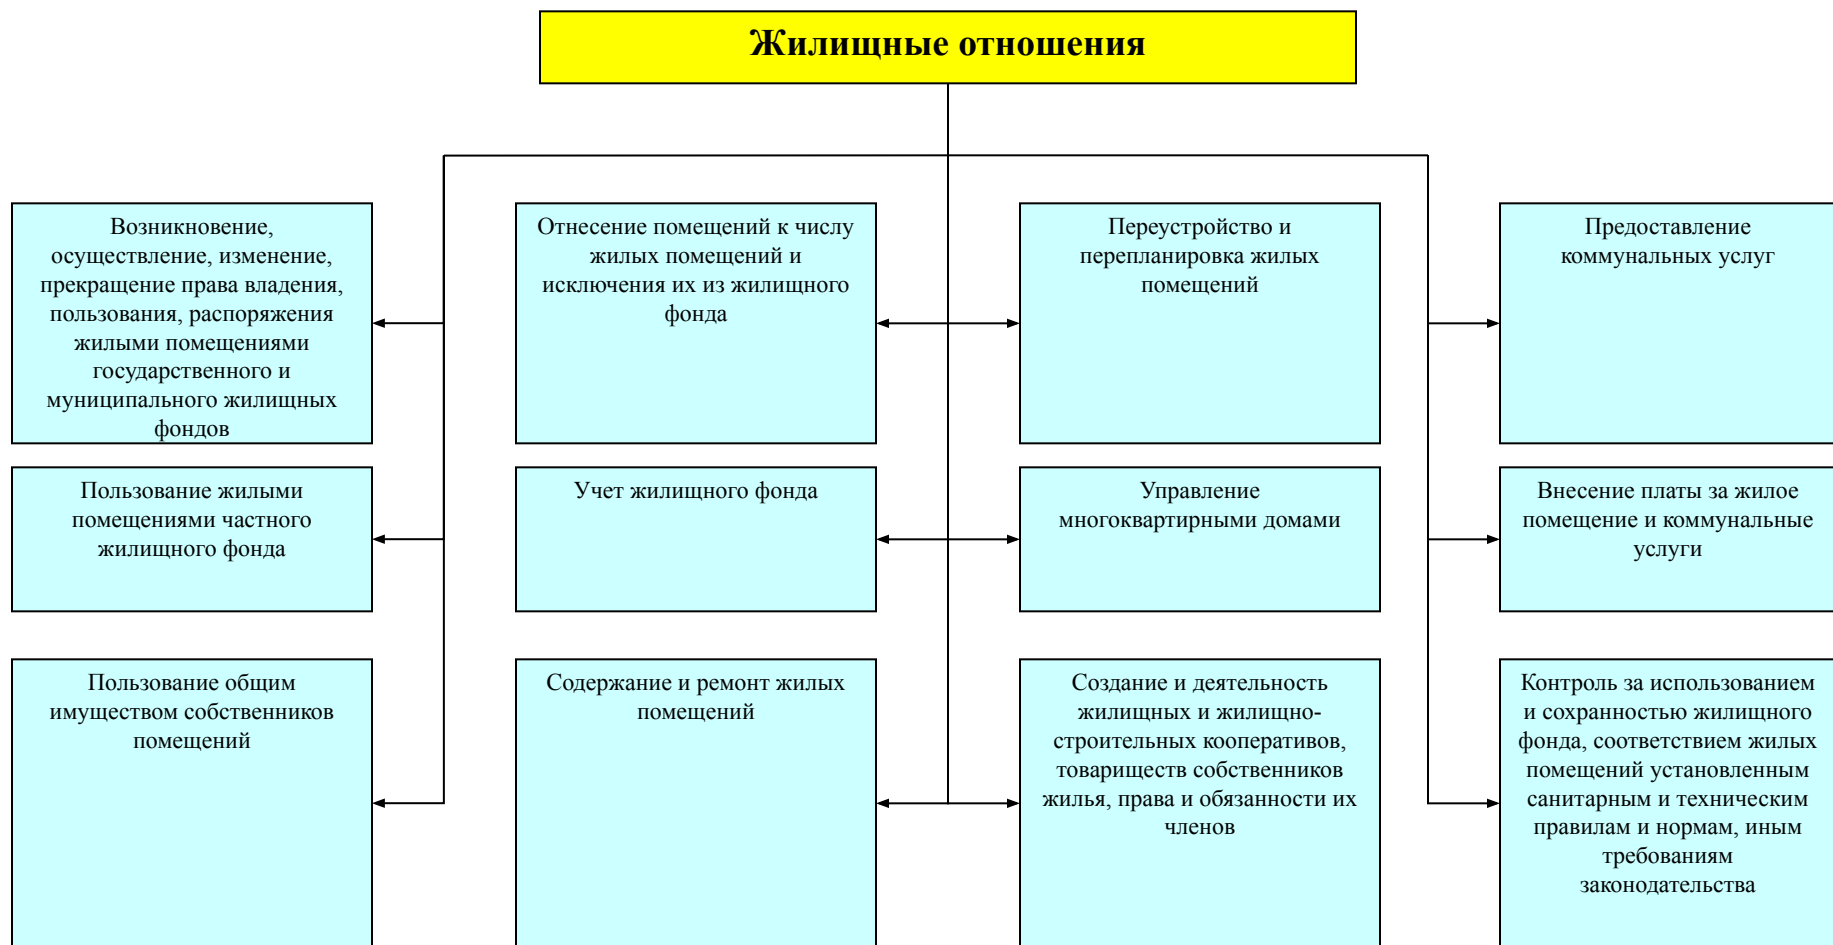 Жилищные отношения
Возникновение,
осуществление, изменение,
прекращение права владения,
пользования, распоряжения
жилыми помещениями
государственного и
муниципального жилищных
фондов
Отнесение помещений к числу
жилых помещений и
исключения их из жилищного
фонда
Переустройство и
перепланировка жилых
помещений
Предоставление
коммунальных услуг
Пользование жилыми
помещениями частного
жилищного фонда
Учет жилищного фонда
Управление
многоквартирными домами
Внесение платы за жилое
помещение и коммунальные
услуги
Пользование общим
имуществом собственников
помещений
Содержание и ремонт жилых
помещений
Создание и деятельность
жилищных и жилищно-
строительных кооперативов,
товариществ собственников
жилья, права и обязанности их
членов
Контроль за использованием
и сохранностью жилищного
фонда, соответствием жилых
помещений установленным
санитарным и техническим
правилам и нормам, иным
требованиям
законодательства